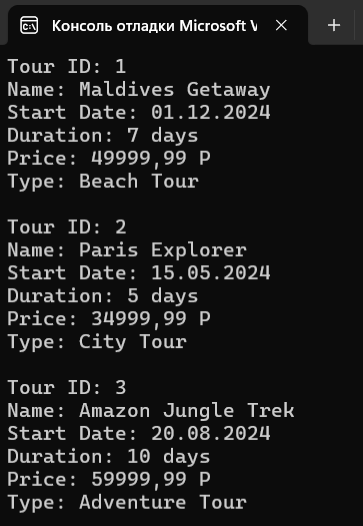 Консоль отладки Microsoft V
Tour ID: 1
Name: Maldives Getaway
Start Date: 01.12.2024
Duration: 7 days
Price: 49999,99 P
Type: Beach Tour
Tour ID: 2
Name: Paris Explorer
Start Date: 15.05.2024
Duration: 5 days
Price: 34999,99 P
Type: City Tour
Tour ID: 3
Name: Amazon Jungle Trek
Start Date: 20.08.2024
Duration: 10 days
Price: 59999,99 P
Type: Adventure Tour